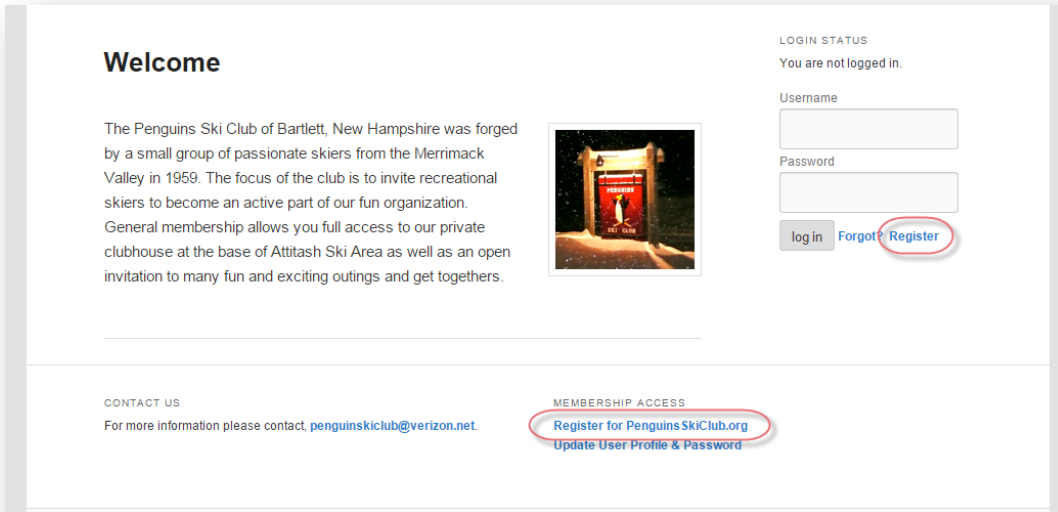 Welcome
The Penguins Ski Club of Bartlett, New Hampshire was forged
by a small group of passionate skiers from the Merrimack
Valley in 1959. The focus of the club is to invite recreational
skiers to become an active part of our fun organization.
General membership allows you full access to our private
clubhouse at the base of Attitash Ski Area as well as an open
invitation to many fun and exciting outings and get togethers.
PENGUINS
SKI CLUB
LOGIN STATUS
You are not logged in.
Username
Password
log in Forgot? Register
CONTACT US
For more information please contact, penguinskiclub@verizon.net.
MEMBERSHIP ACCESS
Register for PenguinsSkiClub.org
Update User Profile & Password